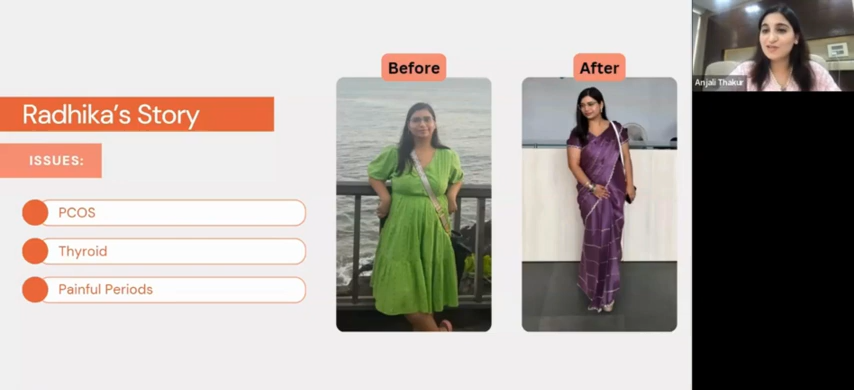 Radhika’s Story
ISSUES:
PCOS
Thyroid
Painful Periods
Before
After
Anjali Thakur